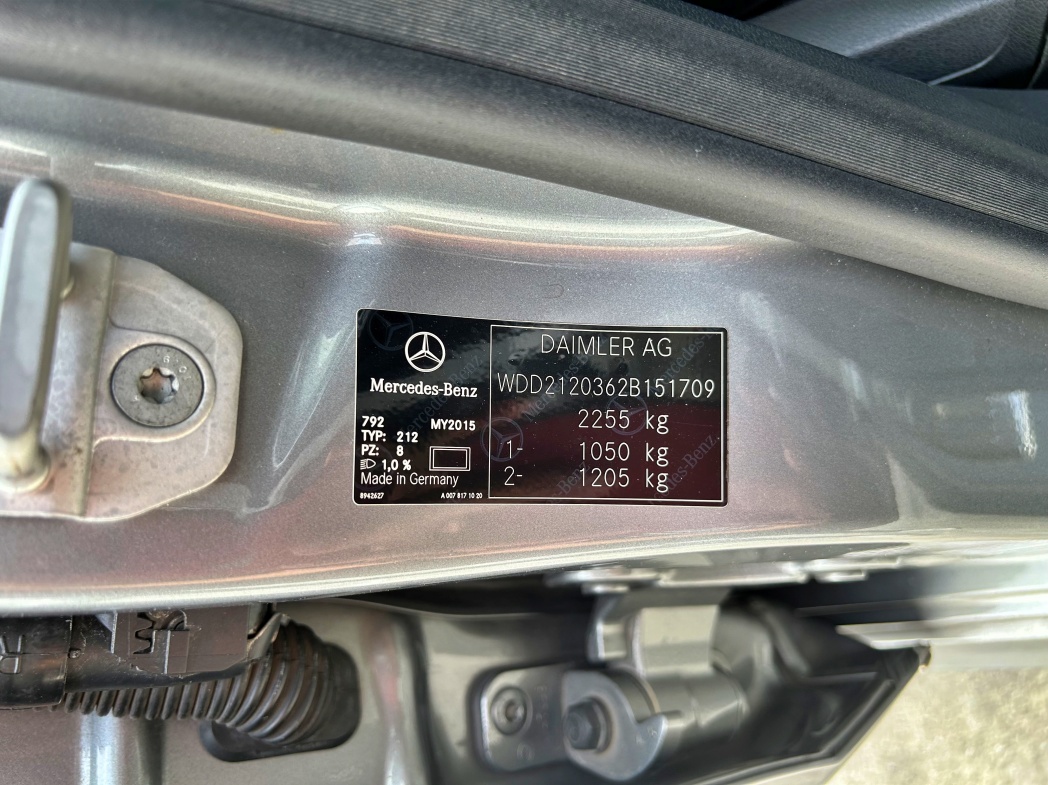 Mercedes-Benz
792 MY2015
TYP: 212
PZ: 8
1,0 %
Made in Germany
8942627 A 007 817 10 20
DAIMLER AG
WDD2120362B151709
2255 kg
1- 1050 kg
2- 1205 kg